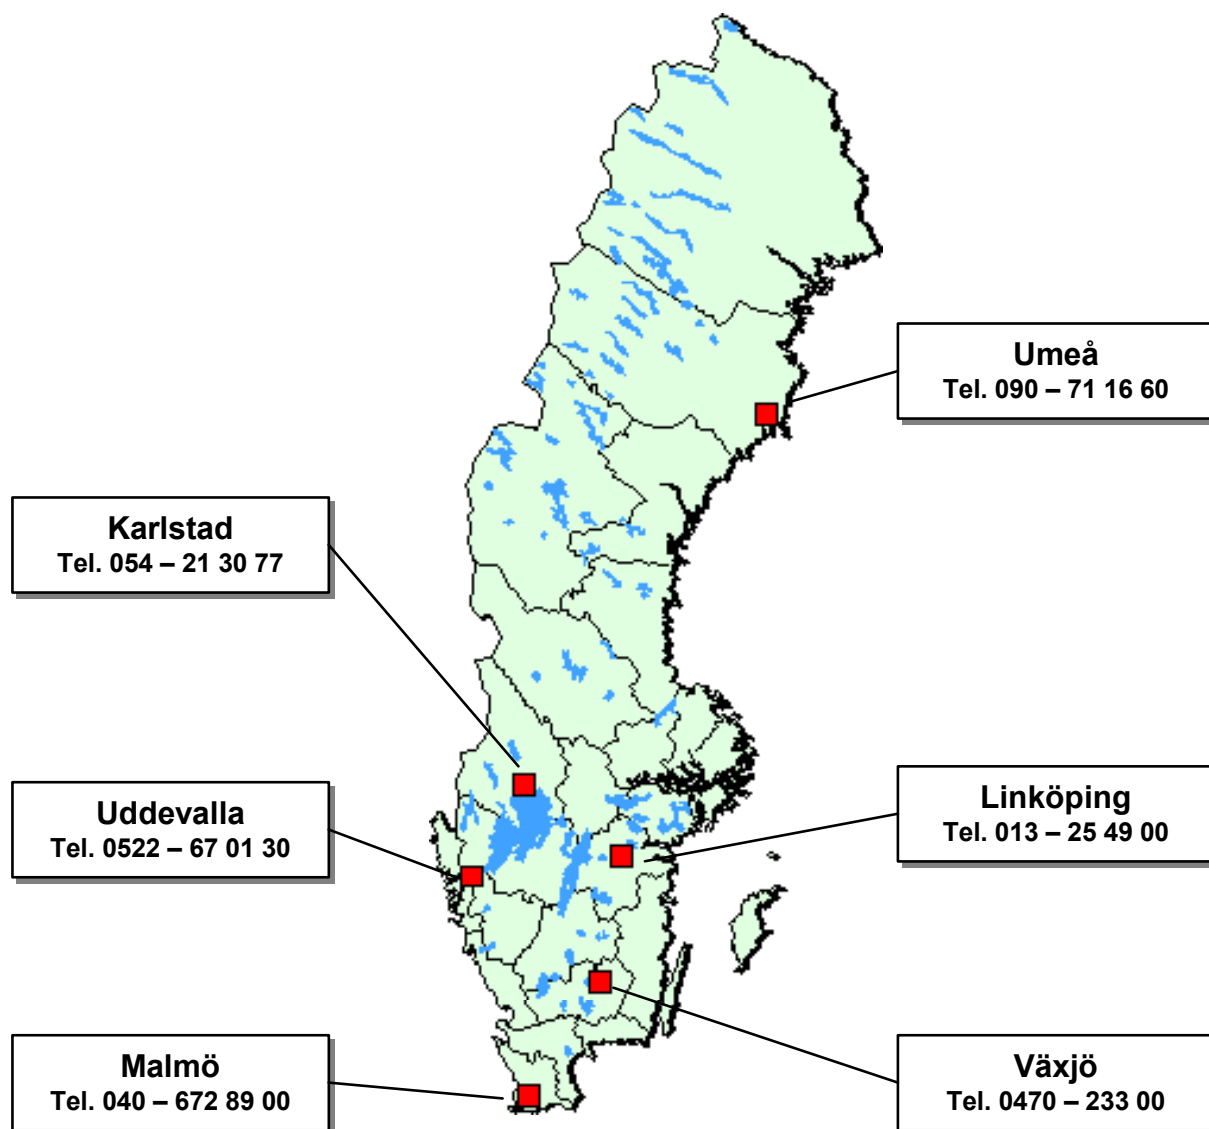 Umeå
Tel. 090 – 71 16 60
Karlstad
Tel. 054 – 21 30 77
Uddevalla
Tel. 0522 – 67 01 30
Linköping
Tel. 013 – 25 49 00
Malmö
Tel. 040 – 672 89 00
Växjö
Tel. 0470 – 233 00